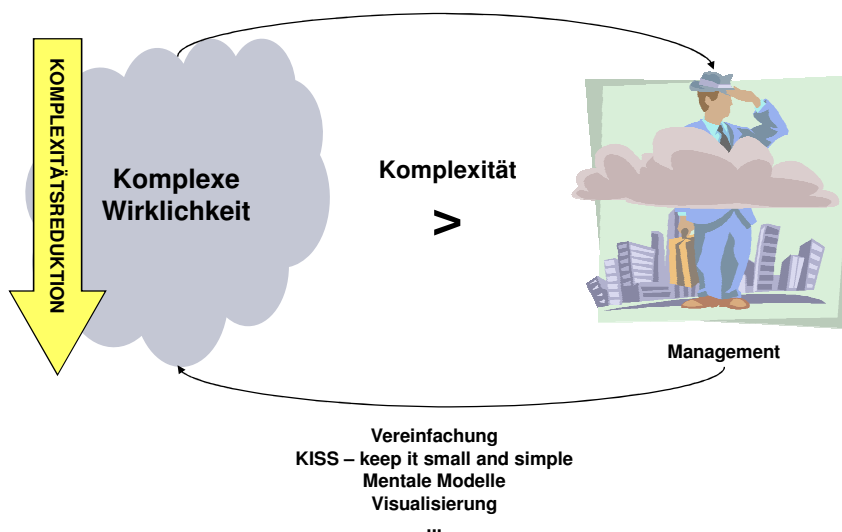 KOMPLEXITÄTSREDUKTION
Komplexe
Wirklichkeit
Komplexität
>
Management
Vereinfachung
KISS – keep it small and simple
Mentale Modelle
Visualisierung
...